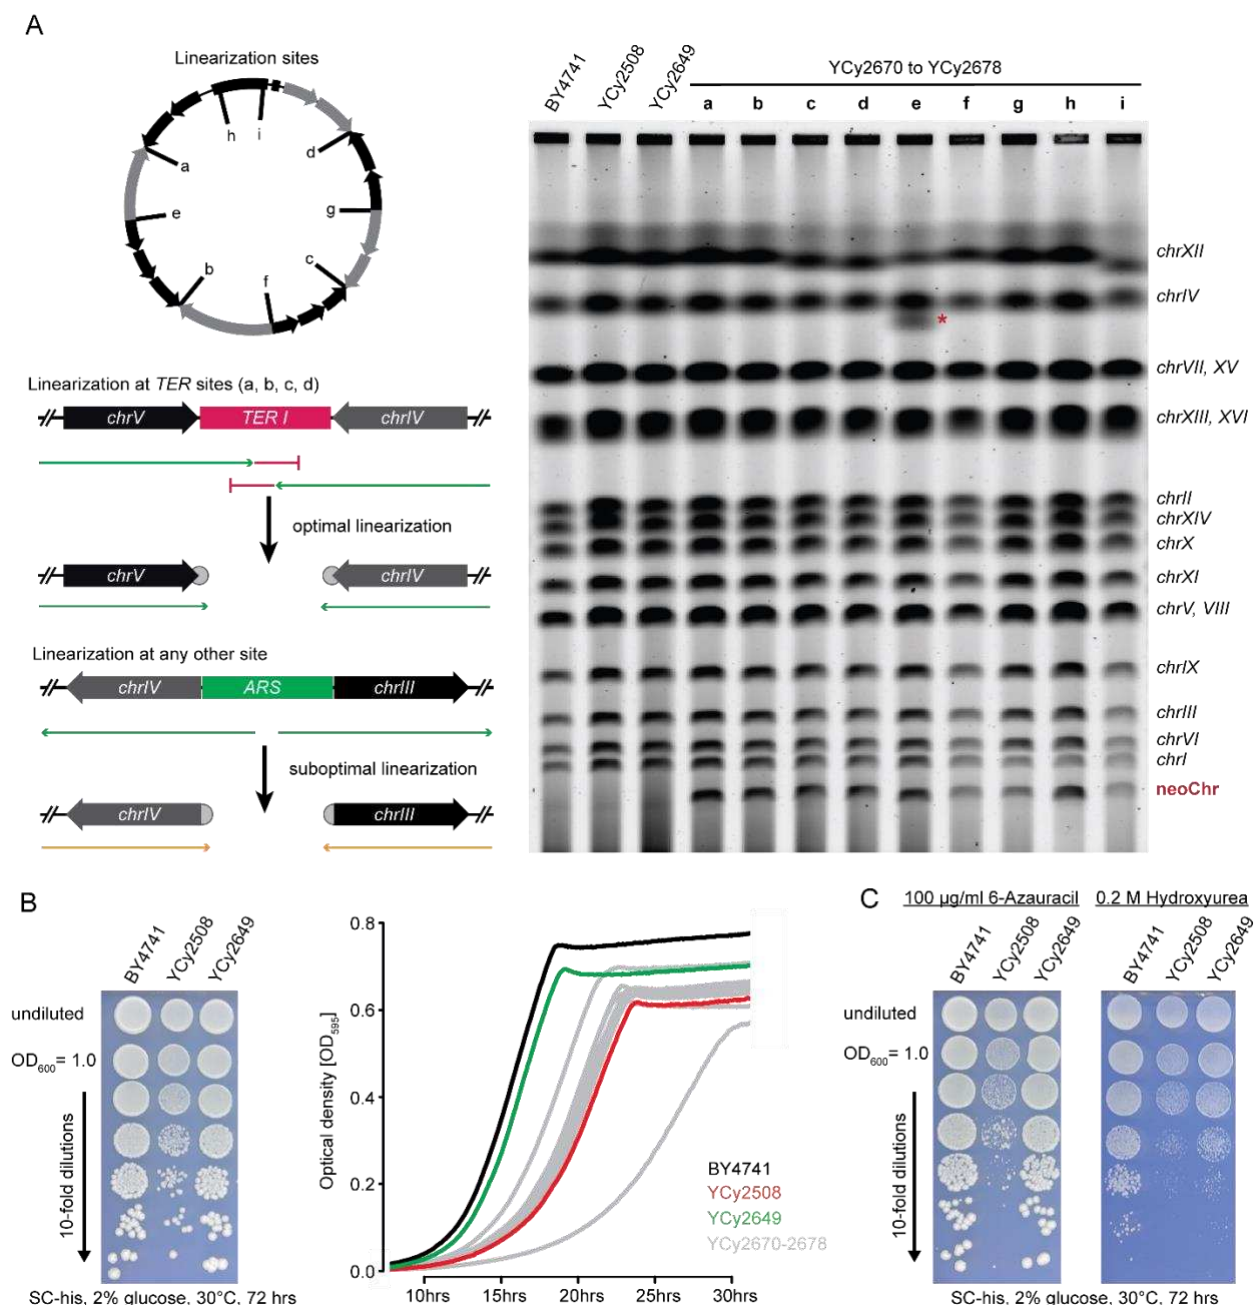 A
Linearization sites
h
i
a
d
e
g
b
f
c
Linearization at TER sites (a, b, c, d)
chrV
TER I
chrIV
optimal linearization
chrV
chrIV
Linearization at any other site
chrIV
ARS
chrIII
suboptimal linearization
chrIV
chrIII
BY4741
YCy2508
YCy2649
YCy2670 to YCy2678
a b c d e f g h i
*
chrXII
chrIV
chrVII, XV
chrXIII, XVI
chrII
chrXIV
chrX
chrXI
chrV, VIII
chrIX
chrIII
chrVI
chrI
neoChr
B
BY4741
YCy2508
YCy2649
undiluted
OD600= 1.0
10-fold dilutions
SC-his, 2% glucose, 30°C, 72 hrs
Optical density [OD595]
0.8
0.6
0.4
0.2
0.0
10hrs 15hrs 20hrs 25hrs 30hrs
BY4741
YCy2508
YCy2649
YCy2670-2678
C
100 µg/ml 6-Azauracil
0.2 M Hydroxyurea
BY4741
YCy2508
YCy2649
BY4741
YCy2508
YCy2649
undiluted
OD600= 1.0
10-fold dilutions
SC-his, 2% glucose, 30°C, 72 hrs